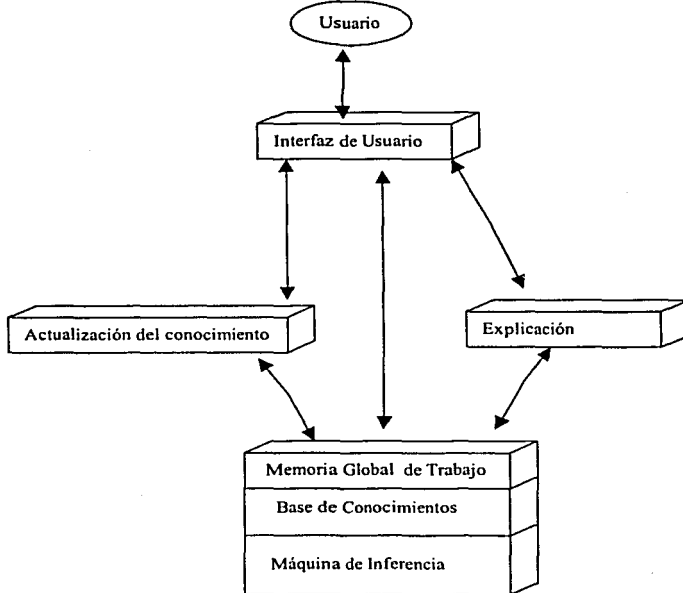 Usuario
Interfaz de Usuario
Actualización del conocimiento
Explicación
Memoria Global de Trabajo
Base de Conocimientos
Máquina de Inferencia